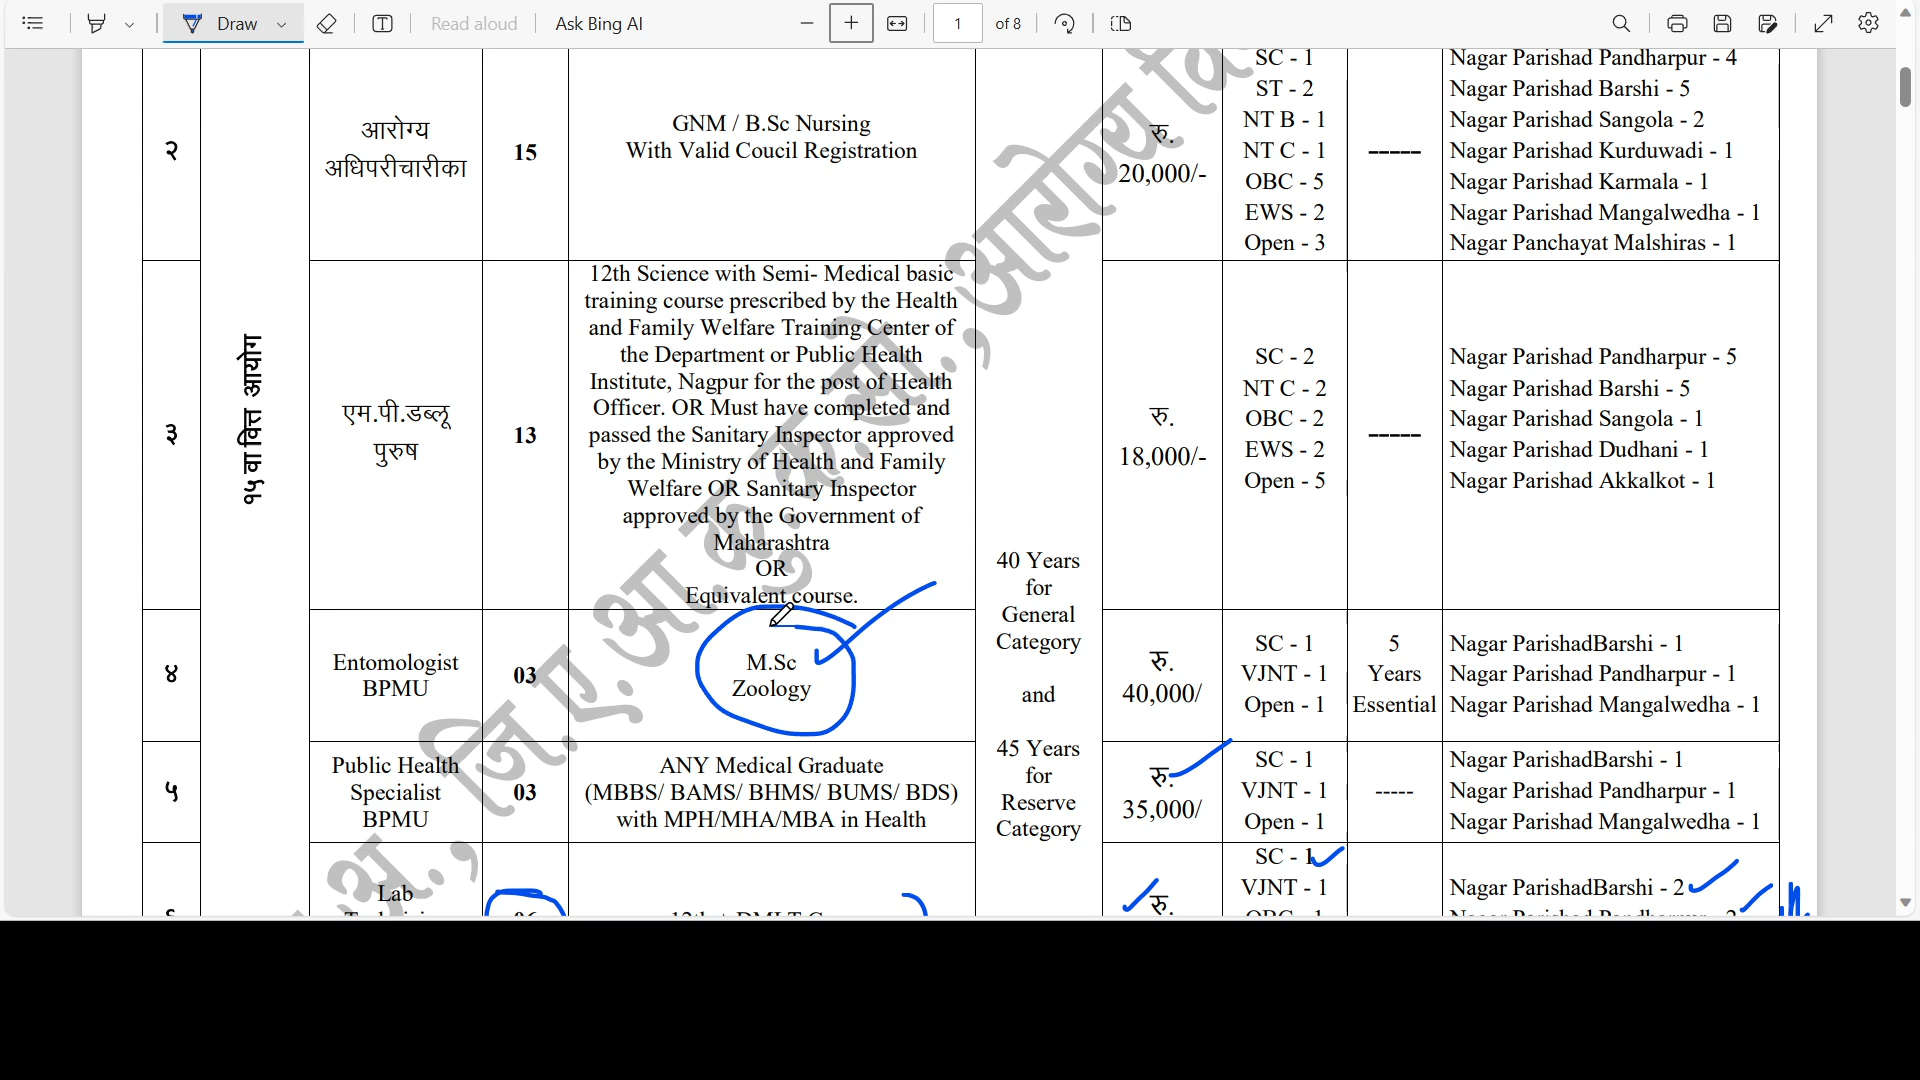 Draw
Read aloud
Ask Bing AI
1
of 8
२
आरोग्य
अधिपरीचारीका
15
GNM / B.Sc Nursing
With Valid Coucil Registration
रु.
20,000/-
SC - 1
ST - 2
NT B - 1
NT C - 1
OBC - 5
EWS - 2
Open - 3
-----
Nagar Parishad Pandharpur - 4
Nagar Parishad Barshi - 5
Nagar Parishad Sangola - 2
Nagar Parishad Kurduwadi - 1
Nagar Parishad Karmala - 1
Nagar Parishad Mangalwedha - 1
Nagar Panchayat Malshiras - 1
१५ वा वित्त आयोग
३
एम.पी.डब्लू
पुरुष
13
12th Science with Semi- Medical basic
training course prescribed by the Health
and Family Welfare Training Center of
the Department or Public Health
Institute, Nagpur for the post of Health
Officer. OR Must have completed and
passed the Sanitary Inspector approved
by the Ministry of Health and Family
Welfare OR Sanitary Inspector
approved by the Government of
Maharashtra
OR
Equivalent course.
40 Years
for
General
Category
and
45 Years
for
Reserve
Category
रु.
18,000/-
SC - 2
NT C - 2
OBC - 2
EWS - 2
Open - 5
-----
Nagar Parishad Pandharpur - 5
Nagar Parishad Barshi - 5
Nagar Parishad Sangola - 1
Nagar Parishad Dudhani - 1
Nagar Parishad Akkalkot - 1
४
Entomologist
BPMU
03
M.Sc
Zoology
रु.
40,000/
SC - 1
VJNT - 1
Open - 1
5
Years
Essential
Nagar ParishadBarshi - 1
Nagar Parishad Pandharpur - 1
Nagar Parishad Mangalwedha - 1
५
Public Health
Specialist
BPMU
03
ANY Medical Graduate
(MBBS/ BAMS/ BHMS/ BUMS/ BDS)
with MPH/MHA/MBA in Health
रु.
35,000/
SC - 1
VJNT - 1
Open - 1
-----
Nagar ParishadBarshi - 1
Nagar Parishad Pandharpur - 1
Nagar Parishad Mangalwedha - 1
Lab
रु.
SC - 1
VJNT - 1
Nagar ParishadBarshi - 2
जि.ए.आ.कु.क.सो.,आरोग्य